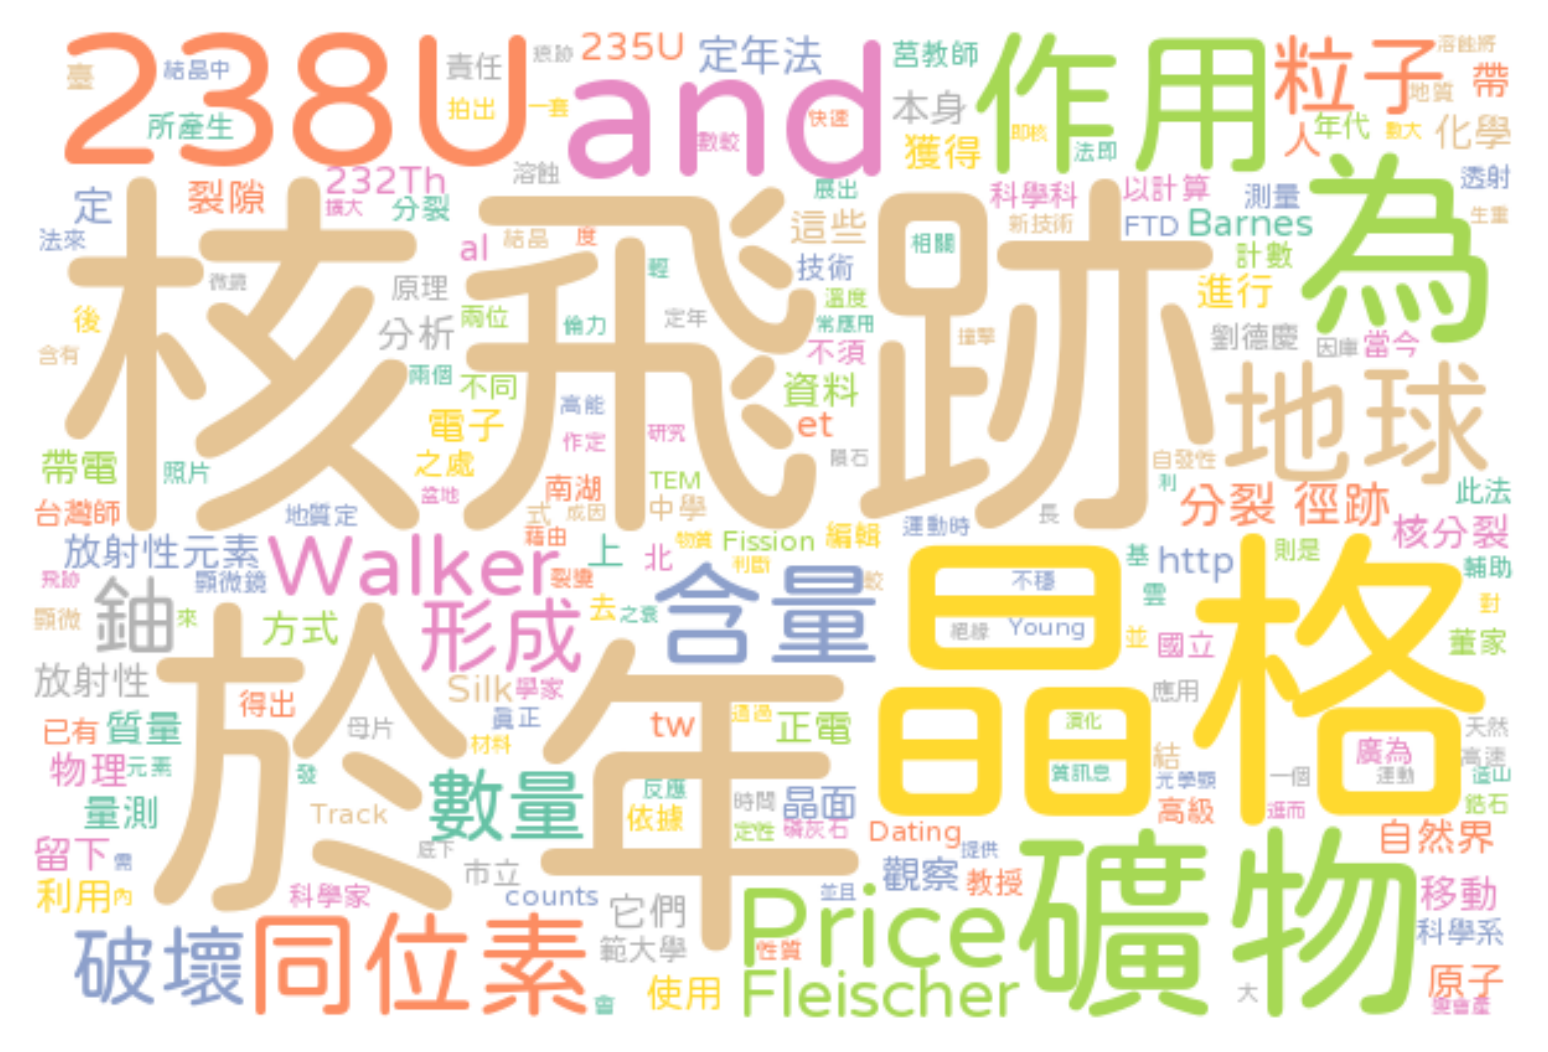 238U
and
作用
為
核飛跡
晶格
於
年
礦物
地球
同位素
破壞
Price
Fleischer
Walker
含量
形成
數量
鈾
粒子
分裂 徑跡
臺
結晶中
所產生
責任
痕跡
235U
定年法
拍出
一套
數較
快速
莒教師
本身
獲得
即核
法即
人
年代
數大
地質
溶蝕將
帶
化學
定
法來
裂隙
232Th
擴大
分裂
溶蝕
展出
科學科
以計算
測量
透射
生重
al
結晶
度
這些
相關
新技術
FTD
Barnes
計數
微鏡
原理
輕
技術
溫度
進行
後
含有
分析
兩位
倫力
定年
常應用
不須
撞擊
劉德慶
因庫
當今
兩個
不同
高能
資料
電子
作定
研究
et
隕石
自發性
利
帶電
照片
之處
盆地
南湖
TEM
中學
此法
台灣師
地質定
式
成因
藉由
運動時
長
核分裂
放射性元素
上
北
物質
Fission
編輯
利斷
基
http
則是
輔助
飛跡
顯微鏡
裂變
較
不穩
雲
對
顯微
來
方式
去
之衰
絕緣
Young
並
國立
董家
放射性
得出
Silk
學家
應用
已有
質量
母片
真正
tw
透過
正電
演化
天然
物理
元素
發
材料
反應
質訊息
結
光學顯
一個
廣為
運動
高速
造山
量測
Track
時間
晶面
依據
定性
磷灰石
Dating
高級
進而
鋯石
自然界
留下
需
底下
市立
觀察
提供
教授
利用
內
科學家
counts
它們
並且
移動
範大學
性質
科學系
會
使用
大
原子